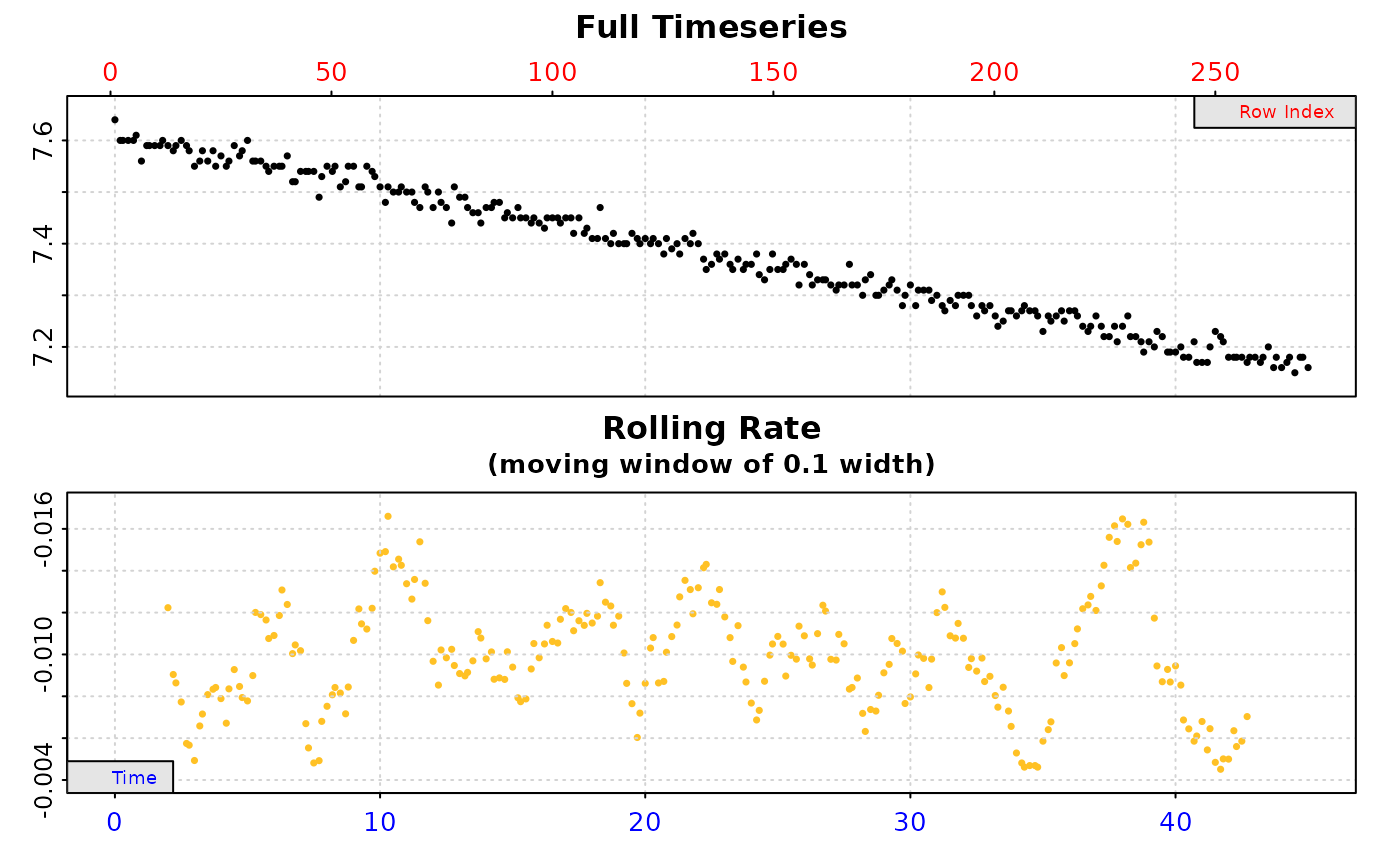 Full Timeseries
0 50 100 150 200 250
Row Index
7.6
7.4
7.2
Rolling Rate
(moving window of 0.1 width)
-0.016
-0.010
-0.004
Time
0 10 20 30 40